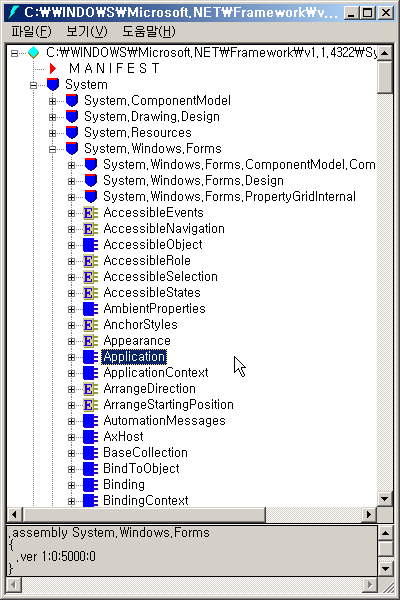 C:₩WINDOWS₩Microsoft.NET₩Framework₩v...
파일(F) 보기(V) 도움말(H)
C:₩WINDOWS₩Microsoft.NET₩Framework₩v1.1.4322₩Sy
M A N I F E S T
System
System.ComponentModel
System.Drawing.Design
System.Resources
System.Windows.Forms
System.Windows.Forms.ComponentModel.Com
System.Windows.Forms.Design
System.Windows.Forms.PropertyGridInternal
AccessibleEvents
AccessibleNavigation
AccessibleObject
AccessibleRole
AccessibleSelection
AccessibleStates
AmbientProperties
AnchorStyles
Appearance
Application
ApplicationContext
ArrangeDirection
ArrangeStartingPosition
AutomationMessages
AxHost
BaseCollection
BindToObject
Binding
BindingContext
.assembly System.Windows.Forms
{
.ver 1:0:5000:0
}